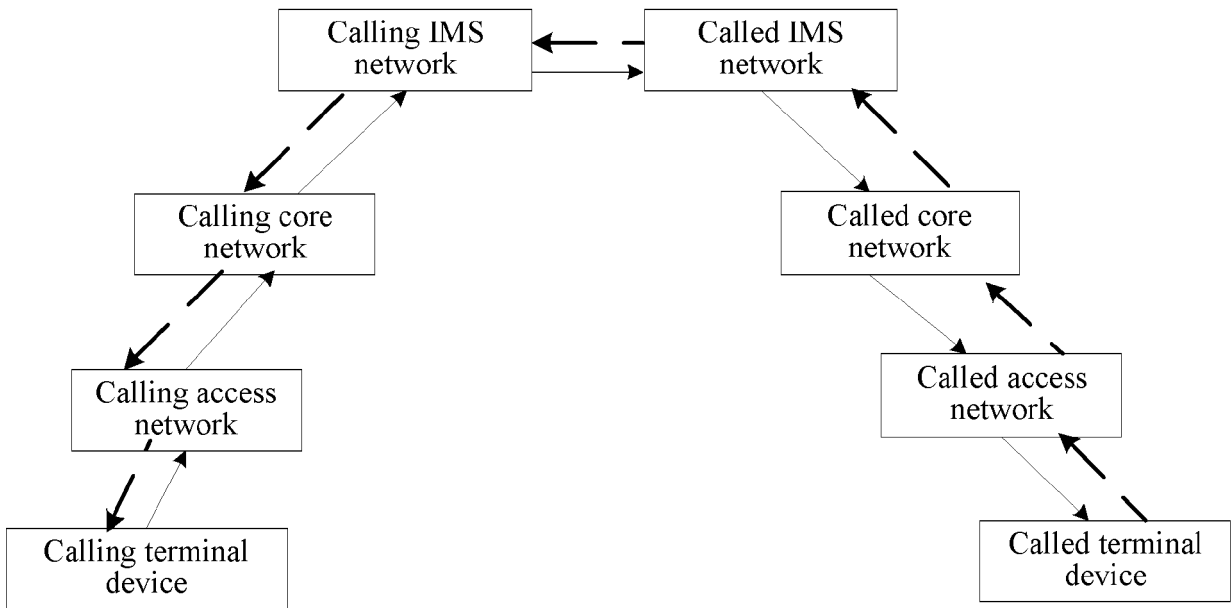 Calling IMS
network
Called IMS
network
Calling core
network
Called core
network
Calling access
network
Called access
network
Calling terminal
device
Called terminal
device